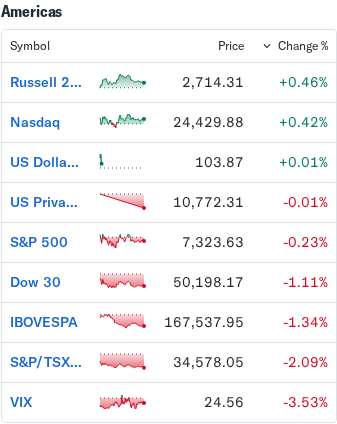 Americas
Symbol Price Change %
Russell 2... 2,714.31 +0.46%
Nasdaq 24,429.88 +0.42%
US Dolla... 103.87 +0.01%
US Priva... 10,772.31 -0.01%
S&P 500 7,323.63 -0.23%
Dow 30 50,198.17 -1.11%
IBOVESPA 167,537.95 -1.34%
S&P/TSX... 34,578.05 -2.09%
VIX 24.56 -3.53%